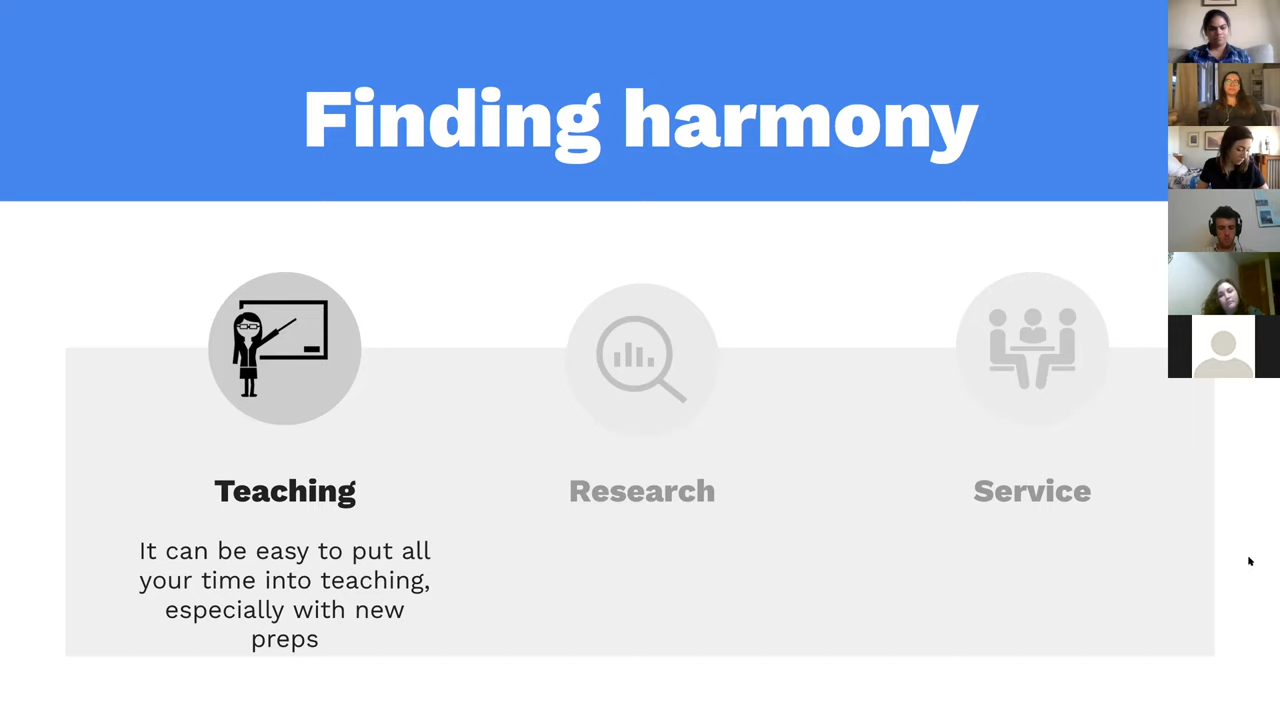 Finding harmony
Teaching
Research
Service
It can be easy to put all
your time into teaching,
especially with new
preps